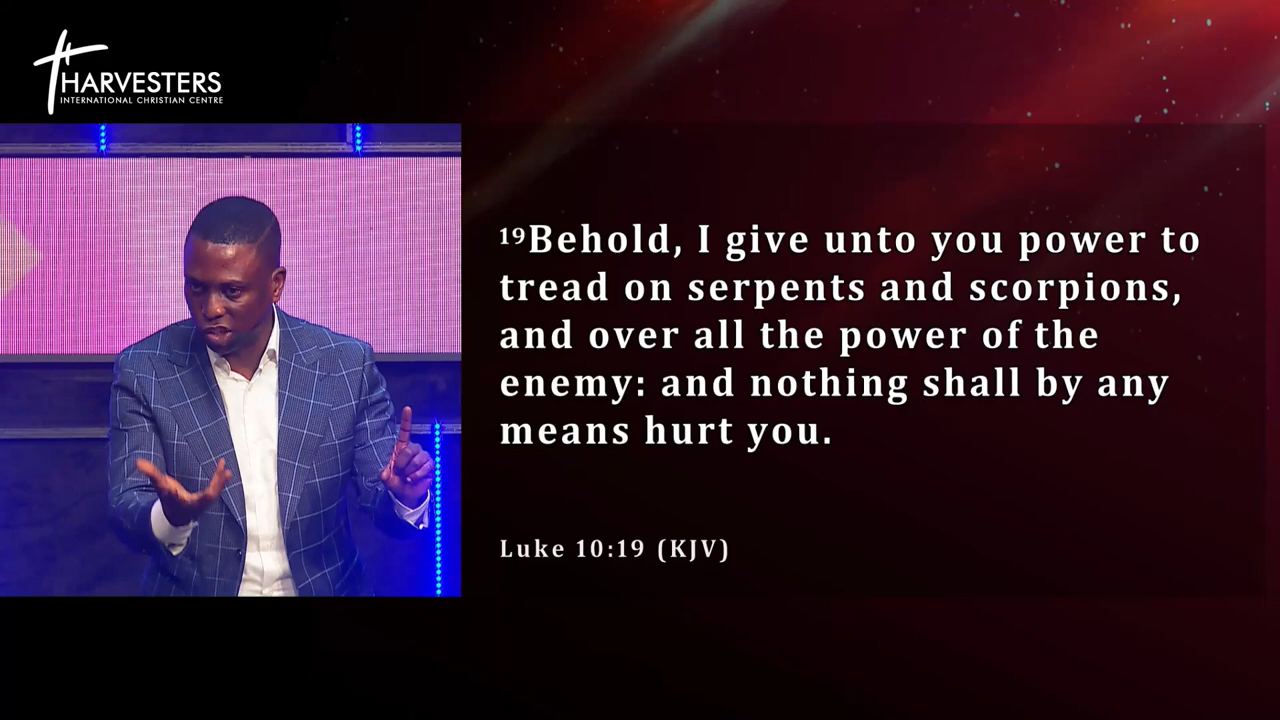 HARVESTERS
INTERNATIONAL CHRISTIAN CENTRE
¹⁹Behold, I give unto you power to
tread on serpents and scorpions,
and over all the power of the
enemy: and nothing shall by any
means hurt you.
Luke 10:19 (KJV)